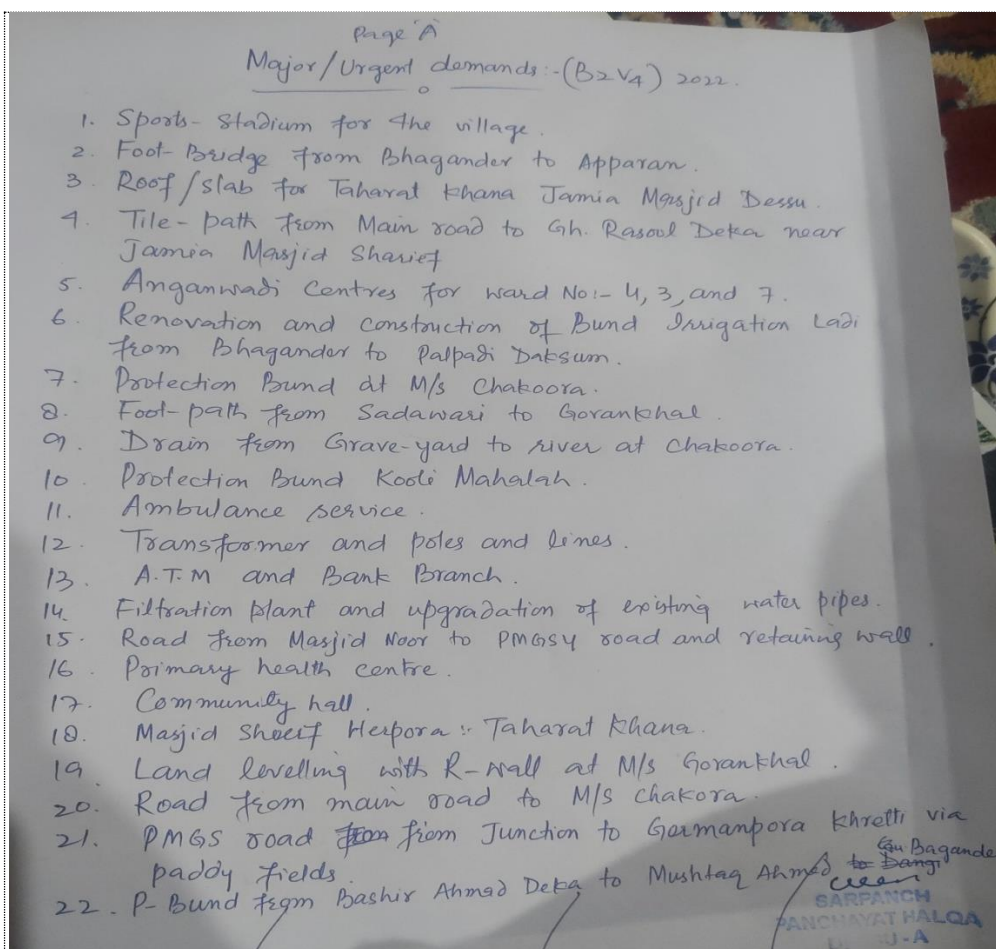 Page 'A'
Major/Urgent demands:-(B2V4) 2022.
1. Sports-Stadium for the village.
2. Foot-Bridge from Bhagander to Apparan.
3. Roof/slab for Taharat khana Jamia Masjid Dessu.
4. Tile-path from Main road to Gh. Rasool Deka near
Jamia Masjid Sharief
5. Anganwadi Centres for ward No:- 4, 3, and 7.
6. Renovation and construction of Bund Irrigation Ladi
from Bhagander to Palpadi Daksum.
7. Protection Bund at M/s Chakoora.
8. Foot-path from Sadawari to Gorankhal.
9. Drain from Grave-yard to river at Chakoora.
10. Protection Bund Kooli Mahalah.
11. Ambulance service.
12. Transformer and poles and lines.
13. A.T.M and Bank Branch.
14. Filtration plant and upgradation of existing water pipes.
15. Road from Masjid Noor to PMGSY road and retaining wall.
16. Primary health centre.
17. Community hall.
18. Masjid Herpora :- Taharat Khana.
19. Land levelling with R-wall at M/S Gorankhal.
20. Road from main road to M/S Chakora.
21. PMGS road from Junction to Germanpora Khretti via
paddy fields.
22. P-Bund from Bashir Ahmad Deka to Mushtaq Ahmad to Dangi
Bagande
SARPANCH
PANCHAYAT HALQA
U-A